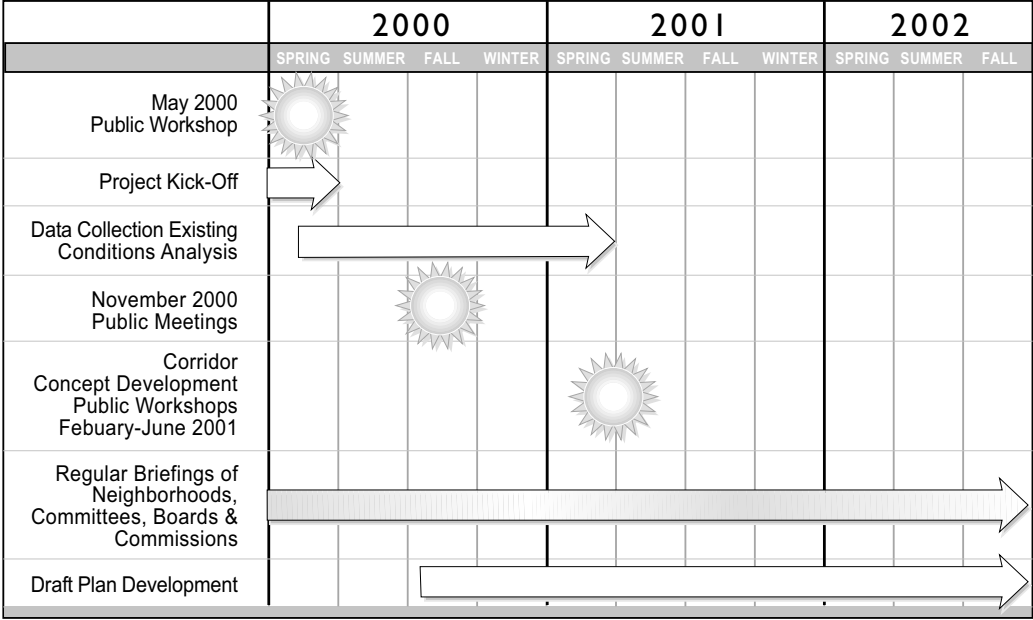 2000 2001 2002
SPRING SUMMER FALL WINTER SPRING SUMMER FALL WINTER SPRING SUMMER FALL
May 2000
Public Workshop
Project Kick-Off
Data Collection Existing
Conditions Analysis
November 2000
Public Meetings
Corridor
Concept Development
Public Workshops
Febuary-June 2001
Regular Briefings of
Neighborhoods,
Committees, Boards &
Commissions
Draft Plan Development